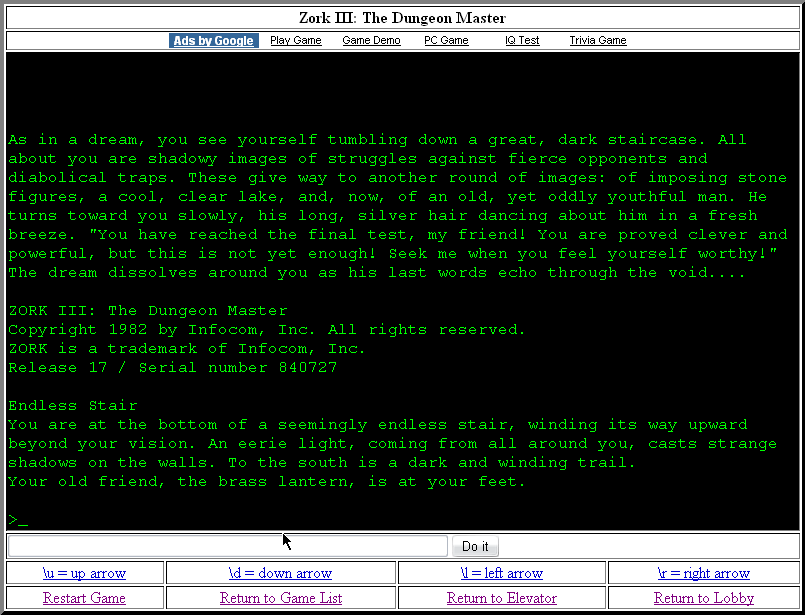 Zork III: The Dungeon Master
Ads by Google Play Game Game Demo PC Game IQ Test Trivia Game
As in a dream, you see yourself tumbling down a great, dark staircase. All
about you are shadowy images of struggles against fierce opponents and
diabolical traps. These give way to another round of images: of imposing stone
figures, a cool, clear lake, and, now, of an old, yet oddly youthful man. He
turns toward you slowly, his long, silver hair dancing about him in a fresh
breeze. "You have reached the final test, my friend! You are proved clever and
powerful, but this is not yet enough! Seek me when you feel yourself worthy!"
The dream dissolves around you as his last words echo through the void....
ZORK III: The Dungeon Master
Copyright 1982 by Infocom, Inc. All rights reserved.
ZORK is a trademark of Infocom, Inc.
Release 17 / Serial number 840727
Endless Stair
You are at the bottom of a seemingly endless stair, winding its way upward
beyond your vision. An eerie light, coming from all around you, casts strange
shadows on the walls. To the south is a dark and winding trail.
Your old friend, the brass lantern, is at your feet.
>_
Do it
\u = up arrow \d = down arrow \l = left arrow \r = right arrow
Restart Game Return to Game List Return to Elevator Return to Lobby